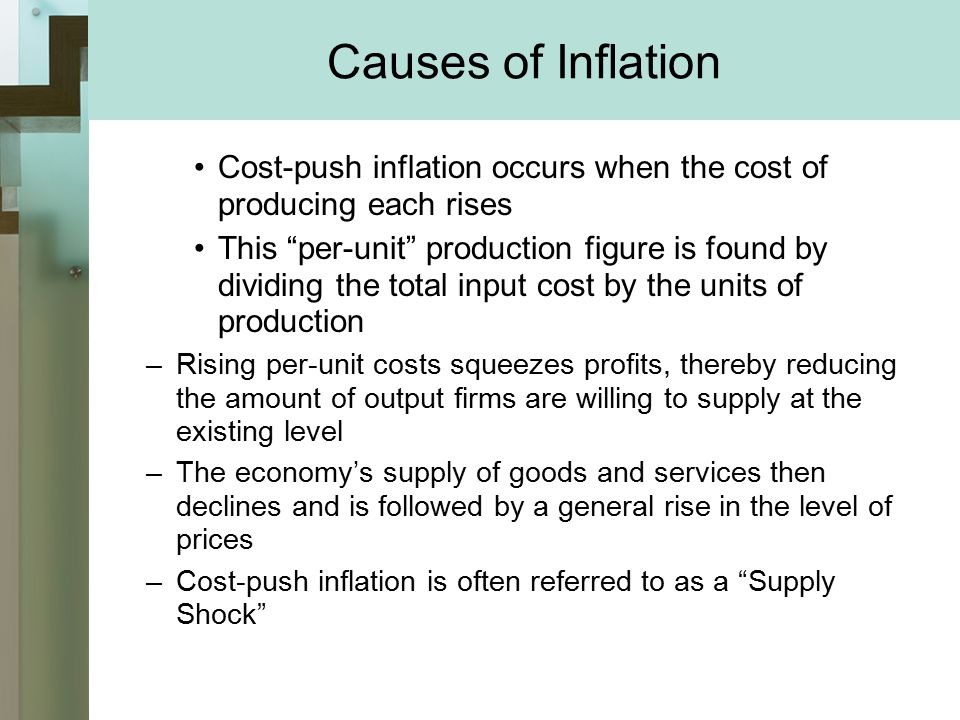 Causes of Inflation
•Cost-push inflation occurs when the cost of
producing each rises
•This “per-unit” production figure is found by
dividing the total input cost by the units of
production
–Rising per-unit costs squeezes profits, thereby reducing
the amount of output firms are willing to supply at the
existing level
–The economy’s supply of goods and services then
declines and is followed by a general rise in the level of
prices
–Cost-push inflation is often referred to as a “Supply
Shock”